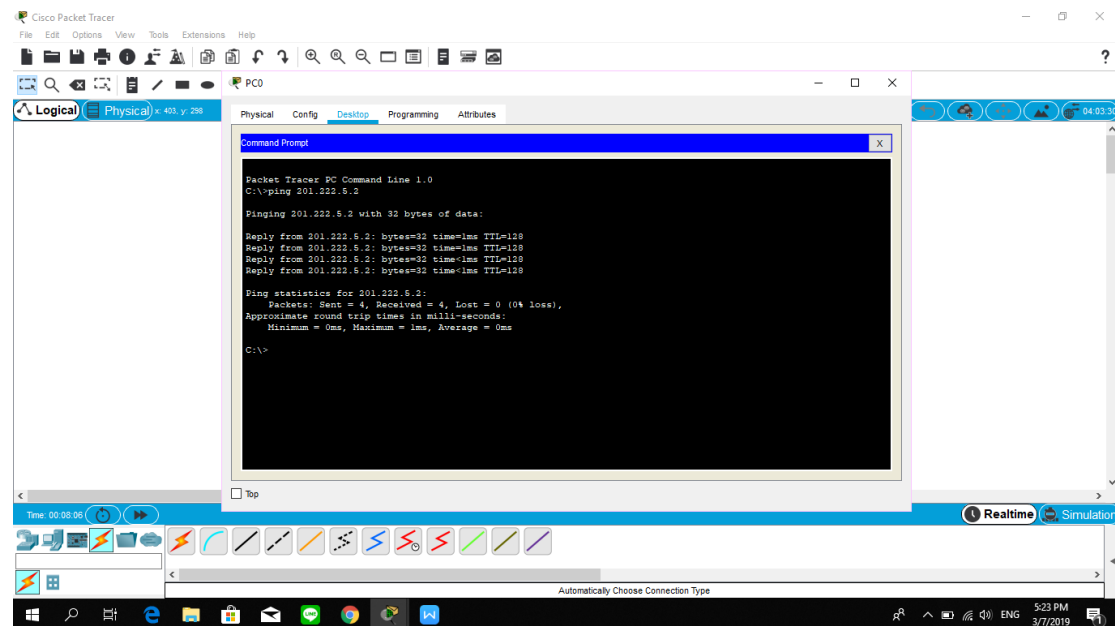 Cisco Packet Tracer
File Edit Options View Tools Extensions Help
?
PC0
Logical
Physical
x: 403, y: 298
04:03:30
Physical Config Desktop Programming Attributes
Command Prompt
X
Packet Tracer PC Command Line 1.0
C:\>ping 201.222.5.2
Pinging 201.222.5.2 with 32 bytes of data:
Reply from 201.222.5.2: bytes=32 time=1ms TTL=128
Reply from 201.222.5.2: bytes=32 time=1ms TTL=128
Reply from 201.222.5.2: bytes=32 time<1ms TTL=128
Reply from 201.222.5.2: bytes=32 time<1ms TTL=128
Ping statistics for 201.222.5.2:
Packets: Sent = 4, Received = 4, Lost = 0 (0% loss),
Approximate round trip times in milli-seconds:
Minimum = 0ms, Maximum = 1ms, Average = 0ms
C:\>
Top
Time: 00:08:06
Realtime
Simulation
Automatically Choose Connection Type
LINE
ENG
5:23 PM
3/7/2019